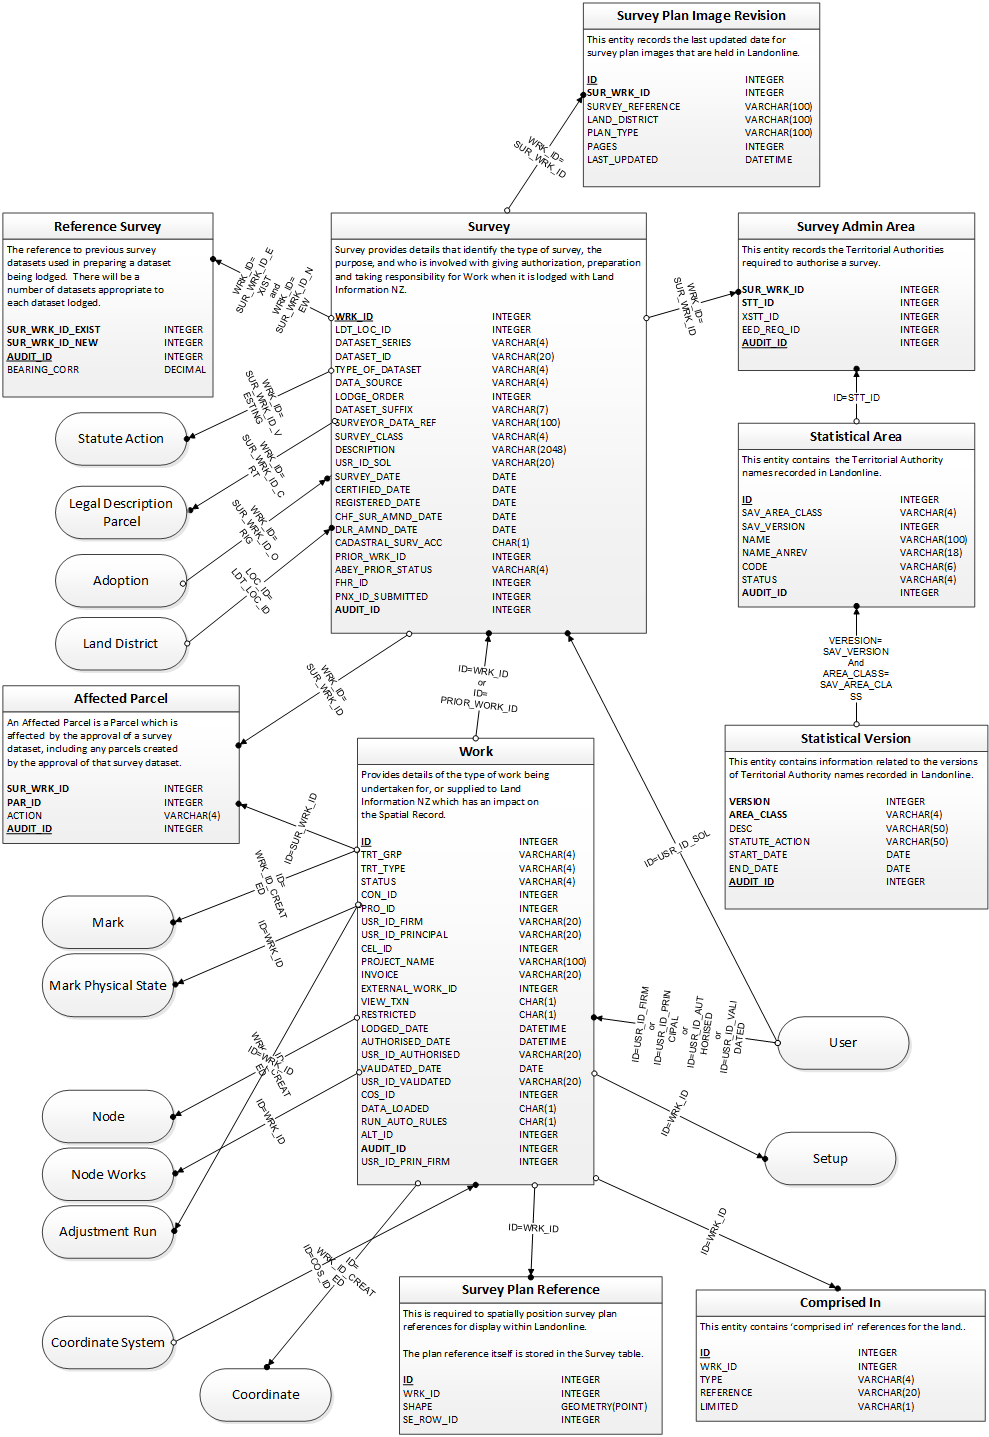 Survey Plan Image Revision
This entity records the last updated date for
survey plan images that are held in Landonline.
ID INTEGER
SUR_WRK_ID INTEGER
SURVEY_REFERENCE VARCHAR(100)
LAND_DISTRICT VARCHAR(100)
PLAN_TYPE VARCHAR(100)
PAGES INTEGER
LAST_UPDATED DATETIME
WRK_ID=
SUR_WRK_ID
Reference Survey
The reference to previous survey
datasets used in preparing a dataset
being lodged. There will be a
number of datasets appropriate to
each dataset lodged.
SUR_WRK_ID_EXIST INTEGER
SUR_WRK_ID_NEW INTEGER
AUDIT_ID INTEGER
BEARING_CORR DECIMAL
WRK_ID=
SUR_WRK_ID_E
XIST
and
WRK_ID=
SUR_WRK_ID_N
EW
Survey
Survey provides details that identify the type of survey, the
purpose, and who is involved with giving authorization, preparation
and taking responsibility for Work when it is lodged with Land
Information NZ.
WRK_ID INTEGER
LDT_LOC_ID INTEGER
DATASET_SERIES VARCHAR(4)
DATASET_ID VARCHAR(20)
TYPE_OF_DATASET VARCHAR(4)
DATA_SOURCE VARCHAR(4)
LODGE_ORDER INTEGER
DATASET_SUFFIX VARCHAR(7)
SURVEYOR_DATA_REF VARCHAR(100)
SURVEY_CLASS VARCHAR(4)
DESCRIPTION VARCHAR(2048)
USR_ID_SOL VARCHAR(20)
SURVEY_DATE DATE
CERTIFIED_DATE DATE
REGISTERED_DATE DATE
CHF_SUR_AMND_DATE DATE
DLR_AMND_DATE DATE
CADASTRAL_SURV_ACC CHAR(1)
PRIOR_WRK_ID INTEGER
ABEY_PRIOR_STATUS VARCHAR(4)
FHR_ID INTEGER
PNX_ID_SUBMITTED INTEGER
AUDIT_ID INTEGER
WRK_ID=
SUR_WRK_ID
Survey Admin Area
This entity records the Territorial Authorities
required to authorise a survey.
SUR_WRK_ID INTEGER
STT_ID INTEGER
XSTT_ID INTEGER
EED_REQ_ID INTEGER
AUDIT_ID INTEGER
ID=STT_ID
Statistical Area
This entity contains the Territorial Authority
names recorded in Landonline.
ID INTEGER
SAV_AREA_CLASS VARCHAR(4)
SAV_VERSION INTEGER
NAME VARCHAR(100)
NAME_ANREV VARCHAR(18)
CODE VARCHAR(6)
STATUS VARCHAR(4)
AUDIT_ID INTEGER
VERESION=
SAV_VERSION
And
AREA_CLASS=
SAV_AREA_CLA
SS
Statistical Version
This entity contains information related to the versions
of Territorial Authority names recorded in Landonline.
VERSION INTEGER
AREA_CLASS VARCHAR(4)
DESC VARCHAR(50)
STATUTE_ACTION VARCHAR(50)
START_DATE DATE
END_DATE DATE
AUDIT_ID INTEGER
Statute Action
WRK_ID=
SUR_WRK_ID_V
ESTING
Legal Description
Parcel
WRK_ID=
SUR_WRK_ID_C
RT
Adoption
WRK_ID=
SUR_WRK_ID_O
RIG
Land District
LOC_ID=
LDT_LOC_ID
WRK_ID=
SUR_WRK_ID
ID=WRK_ID
or
ID=
PRIOR_WORK_ID
Affected Parcel
An Affected Parcel is a Parcel which is
affected by the approval of a survey
dataset, including any parcels created
by the approval of that survey dataset.
SUR_WRK_ID INTEGER
PAR_ID INTEGER
ACTION VARCHAR(4)
AUDIT_ID INTEGER
ID=SUR_WRK_ID
Work
Provides details of the type of work being
undertaken for, or supplied to Land
Information NZ which has an impact on
the Spatial Record.
ID INTEGER
TRT_GRP VARCHAR(4)
TRT_TYPE VARCHAR(4)
STATUS VARCHAR(4)
CON_ID INTEGER
PRO_ID INTEGER
USR_ID_FIRM VARCHAR(20)
USR_ID_PRINCIPAL VARCHAR(20)
CEL_ID INTEGER
PROJECT_NAME VARCHAR(100)
INVOICE VARCHAR(20)
EXTERNAL_WORK_ID INTEGER
VIEW_TXN CHAR(1)
RESTRICTED CHAR(1)
LODGED_DATE DATETIME
AUTHORISED_DATE DATETIME
USR_ID_AUTHORISED VARCHAR(20)
VALIDATED_DATE DATE
USR_ID_VALIDATED VARCHAR(20)
COS_ID INTEGER
DATA_LOADED CHAR(1)
RUN_AUTO_RULES CHAR(1)
ALT_ID INTEGER
AUDIT_ID INTEGER
USR_ID_PRIN_FIRM INTEGER
ID=USR_ID_SOL
Mark
ID=
WRK_ID_CREAT
ED
Mark Physical State
ID=WRK_ID
Node
ID=WRK_ID
Node Works
ID=WRK_ID
Adjustment Run
WRK_ID_CREAT
ED
ID=USR_ID_FIRM
or
ID=USR_ID_PRIN
CIPAL
or
ID=USR_ID_AUT
HORISED
or
ID=USR_ID_VALI
DATED
User
ID=WRK_ID
Setup
Coordinate System
ID=COS_ID
ID=
WRK_ID_CREAT
ED
Coordinate
ID=WRK_ID
Survey Plan Reference
This is required to spatially position survey plan
references for display within Landonline.
The plan reference itself is stored in the Survey table.
ID INTEGER
WRK_ID INTEGER
SHAPE GEOMETRY(POINT)
SE_ROW_ID INTEGER
ID=WRK_ID
Comprised In
This entity contains ‘comprised in’ references for the land..
ID INTEGER
WRK_ID INTEGER
TYPE VARCHAR(4)
REFERENCE VARCHAR(20)
LIMITED VARCHAR(1)